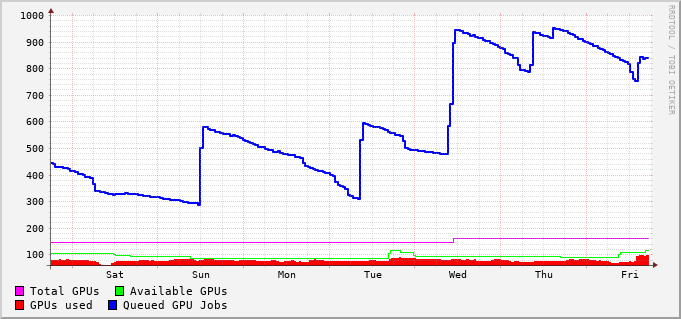 1000
900
800
700
600
500
400
300
200
100
Sat Sun Mon Tue Wed Thu Fri
Total GPUs Available GPUs
GPUs used Queued GPU Jobs
RRDTOOL / TOBI OETIKER